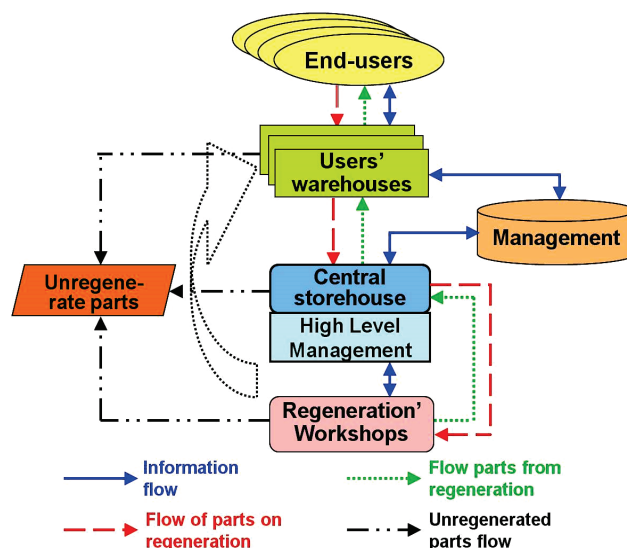 End-users
Users'
warehouses
Management
Unregene-
rate parts
Central
storehouse
High Level
Management
Regeneration'
Workshops
Information
flow
Flow parts from
regeneration
Flow of parts on
regeneration
Unregenerated
parts flow